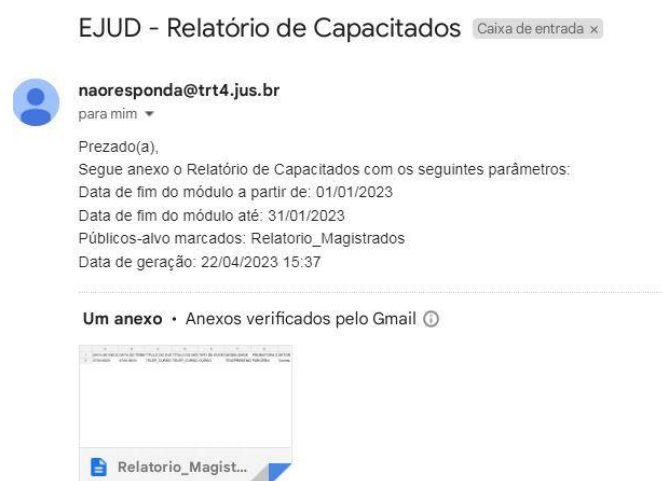 EJUD - Relatório de Capacitados Caixa de entrada ×
naoresponda@trt4.jus.br
para mim
Prezado(a),
Segue anexo o Relatório de Capacitados com os seguintes parâmetros:
Data de fim do módulo a partir de: 01/01/2023
Data de fim do módulo até: 31/01/2023
Públicos-alvo marcados: Relatorio_Magistrados
Data de geração: 22/04/2023 15:37
Um anexo • Anexos verificados pelo Gmail
Relatorio_Magist...